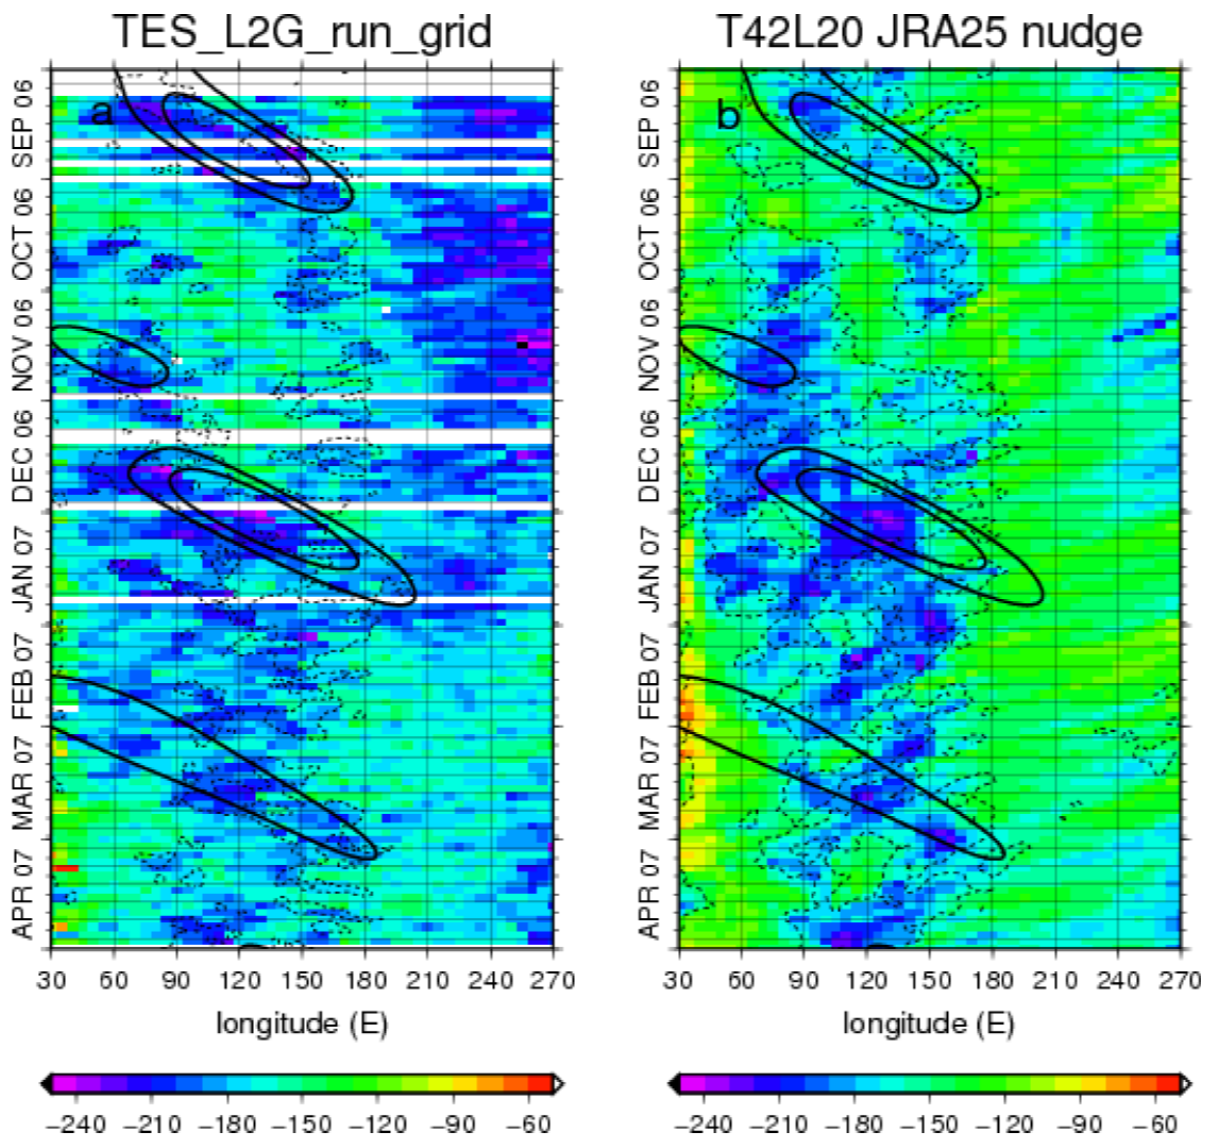 TES_L2G_run_grid
T42L20 JRA25 nudge
a
b
SEP 06
OCT 06
NOV 06
DEC 06
JAN 07
FEB 07
MAR 07
APR 07
SEP 06
OCT 06
NOV 06
DEC 06
JAN 07
FEB 07
MAR 07
APR 07
30 60 90 120 150 180 210 240 270
30 60 90 120 150 180 210 240 270
longitude (E)
longitude (E)
−240 −210 −180 −150 −120 −90 −60
−240 −210 −180 −150 −120 −90 −60